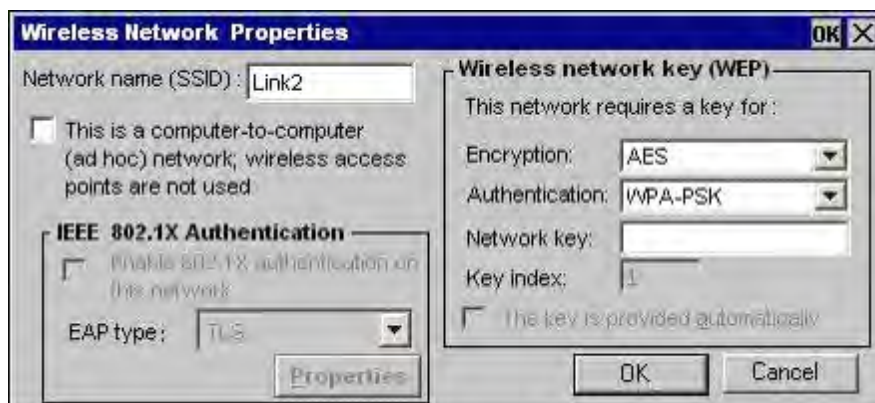 Wireless Network Properties OK
Network name (SSID) : Link2
This is a computer-to-computer
(ad hoc) network; wireless access
points are not used
IEEE 802.1X Authentication
Enable 802.1X authentication on
this network
EAP type : TLS
Properties
Wireless network key (WEP)
This network requires a key for :
Encryption: AES
Authentication: WPA-PSK
Network key:
Key index: 1
The key is provided automatically
OK Cancel